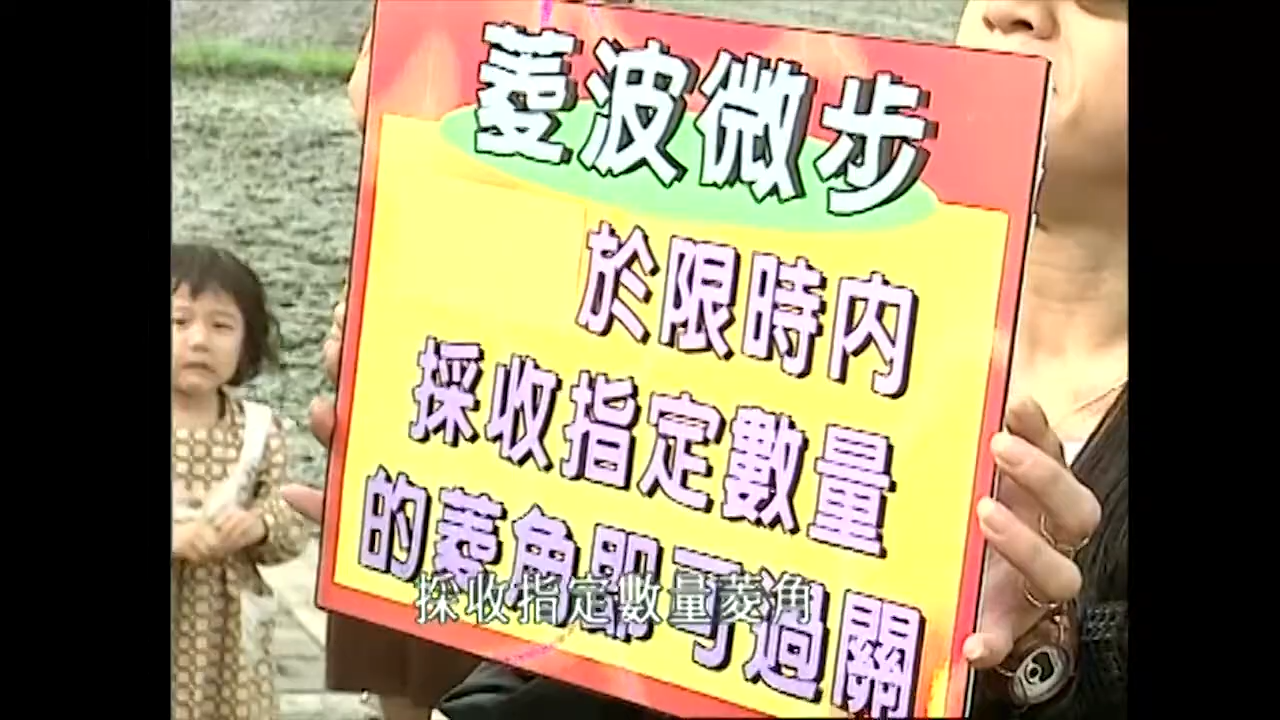 菱波微步
於限時內
採收指定數量
的菱角即可過關
採收指定數量菱角